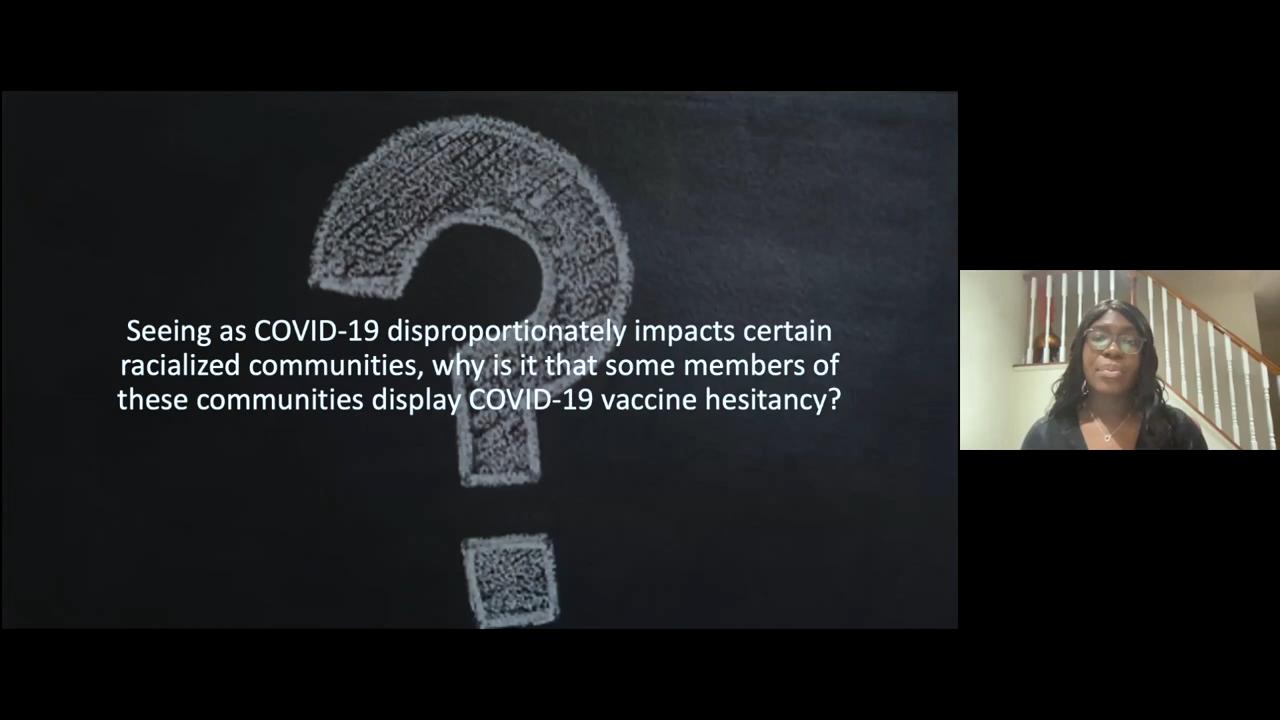 Seeing as COVID-19 disproportionately impacts certain
racialized communities, why is it that some members of
these communities display COVID-19 vaccine hesitancy?